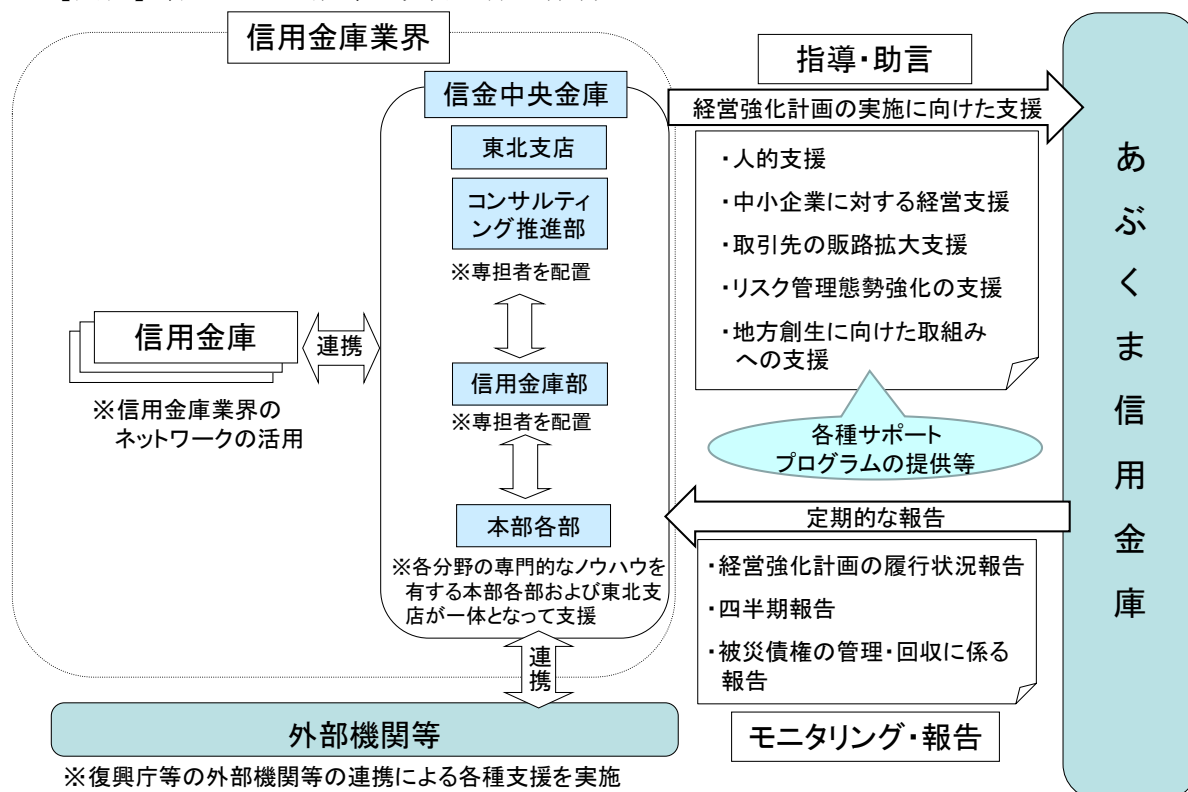 信用金庫業界
信金中央金庫
東北支店
コンサルティ
ング推進部
※専担者を配置
信用金庫
連携
※信用金庫業界の
ネットワークの活用
信用金庫部
※専担者を配置
本部各部
※各分野の専門的なノウハウを
有する本部各部および東北支
店が一体となって支援
連携
外部機関等
※復興庁等の外部機関等の連携による各種支援を実施
指導・助言
経営強化計画の実施に向けた支援
・人的支援
・中小企業に対する経営支援
・取引先の販路拡大支援
・リスク管理態勢強化の支援
・地方創生に向けた取組み
への支援
各種サポート
プログラムの提供等
定期的な報告
・経営強化計画の履行状況報告
・四半期報告
・被災債権の管理・回収に係る
報告
モニタリング・報告
あぶくま信用金庫